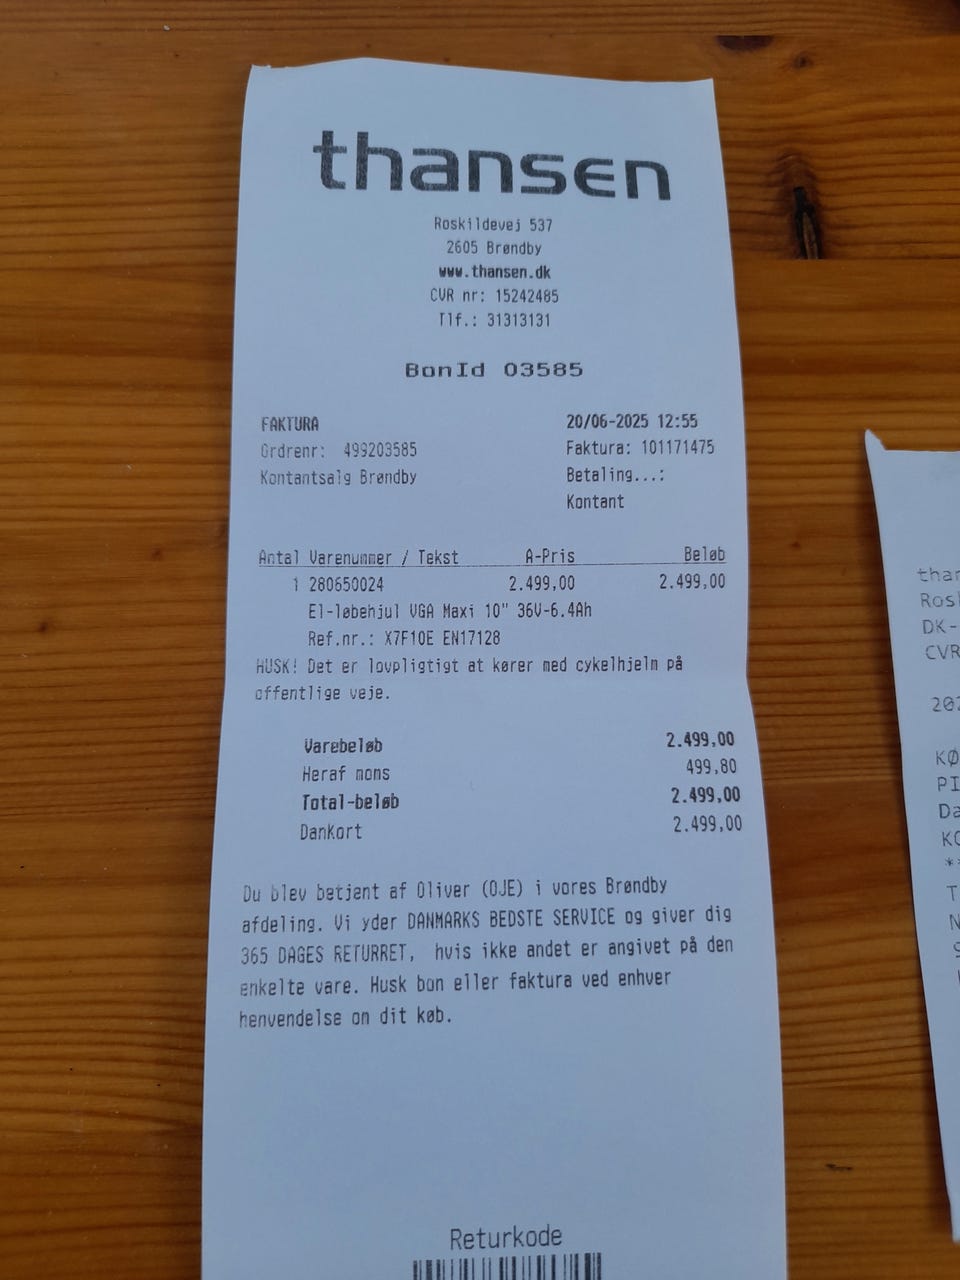 thansen
Roskildevej 537
2605 Brøndby
www.thansen.dk
CVR nr: 15242485
Tlf.: 31313131
BonId 03585
FAKTURA 20/06-2025 12:55
Ordrenr: 499203585 Faktura: 101171475
Kontantsalg Brøndby Betaling...:
Kontant
Antal Varenummer / Tekst A-Pris Beløb
1 280650024 2.499,00 2.499,00
El-løbehjul VGA Maxi 10" 36V-6.4Ah
Ref.nr.: X7F10E EN17128
HUSK! Det er lovpligtigt at kører med cykelhjelm på
offentlige veje.
Varebeløb 2.499,00
Heraf moms 499,80
Total-beløb 2.499,00
Dankort 2.499,00
Du blev betjent af Oliver (OJE) i vores Brøndby
afdeling. Vi yder DANMARKS BEDSTE SERVICE og giver dig
365 DAGES RETURRET, hvis ikke andet er angivet på den
enkelte vare. Husk bon eller faktura ved enhver
henvendelse om dit køb.
Returkode
DK-
CVR